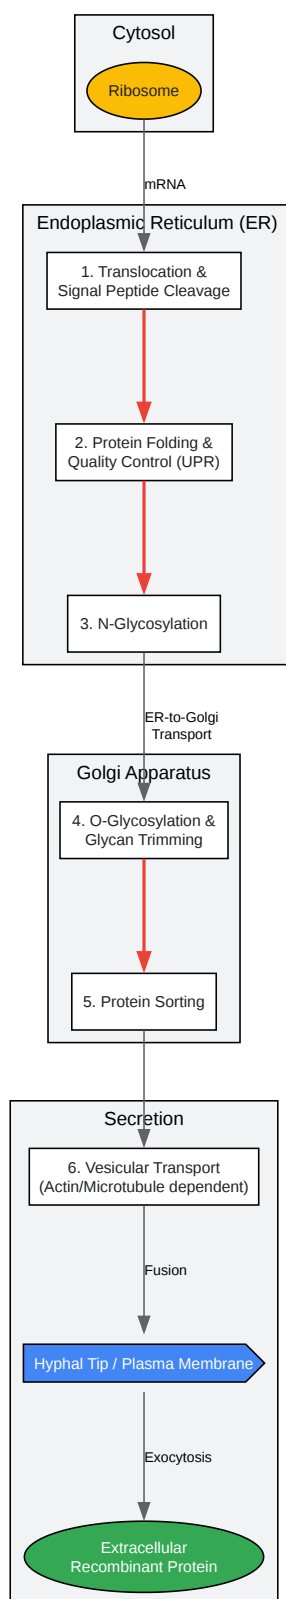 Cytosol
Ribosome
mRNA
Endoplasmic Reticulum (ER)
1. Translocation &
Signal Peptide Cleavage
2. Protein Folding &
Quality Control (UPR)
3. N-Glycosylation
ER-to-Golgi
Transport
Golgi Apparatus
4. O-Glycosylation &
Glycan Trimming
5. Protein Sorting
Secretion
6. Vesicular Transport
(Actin/Microtubule dependent)
Fusion
Hyphal Tip / Plasma Membrane
Exocytosis
Extracellular
Recombinant Protein